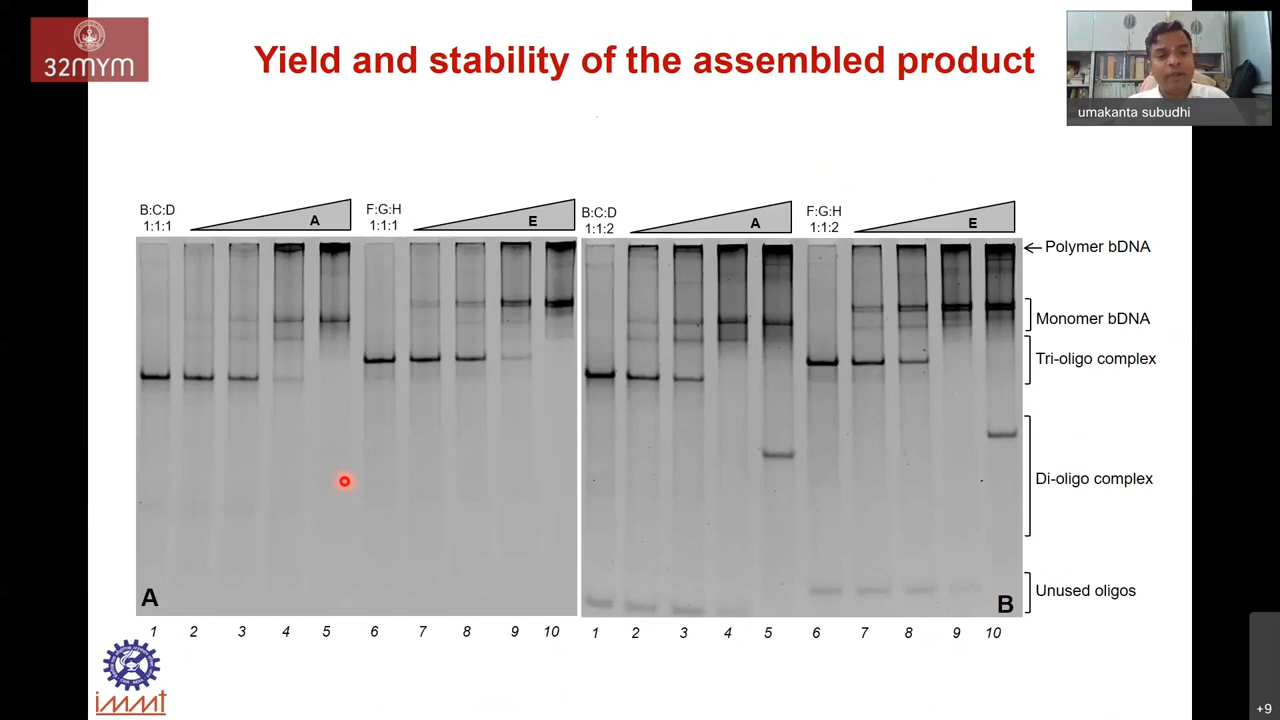 32MYM
Yield and stability of the assembled product
umakanta subudhi
B:C:D
1:1:1
A
F:G:H
1:1:1
E
B:C:D
1:1:2
A
F:G:H
1:1:2
E
Polymer bDNA
Monomer bDNA
Tri-oligo complex
Di-oligo complex
Unused oligos
A
B
1 2 3 4 5 6 7 8 9 10
1 2 3 4 5 6 7 8 9 10
immt
+9